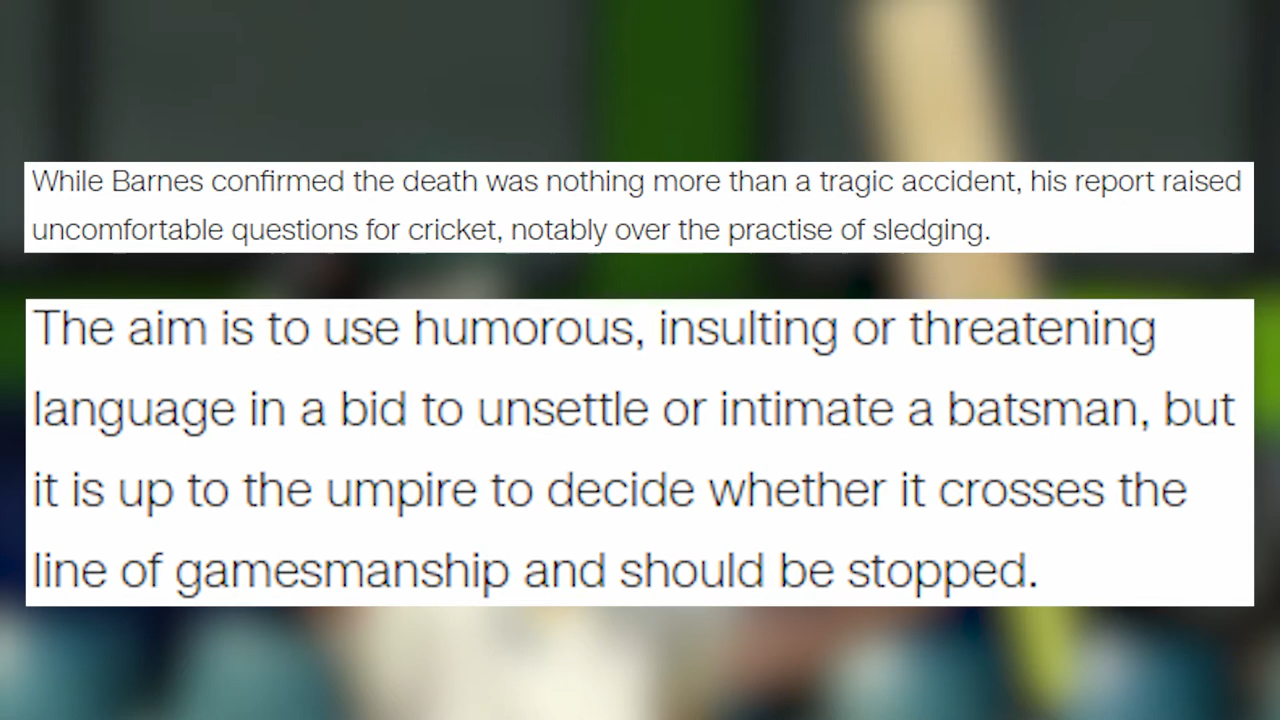 While Barnes confirmed the death was nothing more than a tragic accident, his report raised
uncomfortable questions for cricket, notably over the practise of sledging.
The aim is to use humorous, insulting or threatening
language in a bid to unsettle or intimate a batsman, but
it is up to the umpire to decide whether it crosses the
line of gamesmanship and should be stopped.